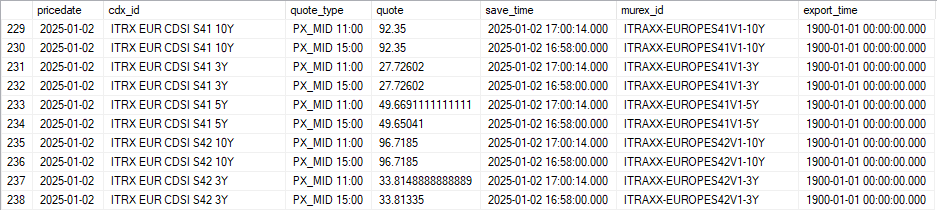 pricedate cdx_id quote_type quote save_time murex_id export_time
229 2025-01-02 ITRX EUR CDSI S41 10Y PX_MID 11:00 92.35 2025-01-02 17:00:14.000 ITRAXX-EUROPES41V1-10Y 1900-01-01 00:00:00.000
230 2025-01-02 ITRX EUR CDSI S41 10Y PX_MID 15:00 92.35 2025-01-02 16:58:00.000 ITRAXX-EUROPES41V1-10Y 1900-01-01 00:00:00.000
231 2025-01-02 ITRX EUR CDSI S41 3Y PX_MID 11:00 27.72602 2025-01-02 17:00:14.000 ITRAXX-EUROPES41V1-3Y 1900-01-01 00:00:00.000
232 2025-01-02 ITRX EUR CDSI S41 3Y PX_MID 15:00 27.72602 2025-01-02 16:58:00.000 ITRAXX-EUROPES41V1-3Y 1900-01-01 00:00:00.000
233 2025-01-02 ITRX EUR CDSI S41 5Y PX_MID 11:00 49.6691111111111 2025-01-02 17:00:14.000 ITRAXX-EUROPES41V1-5Y 1900-01-01 00:00:00.000
234 2025-01-02 ITRX EUR CDSI S41 5Y PX_MID 15:00 49.65041 2025-01-02 16:58:00.000 ITRAXX-EUROPES41V1-5Y 1900-01-01 00:00:00.000
235 2025-01-02 ITRX EUR CDSI S42 10Y PX_MID 11:00 96.7185 2025-01-02 17:00:14.000 ITRAXX-EUROPES42V1-10Y 1900-01-01 00:00:00.000
236 2025-01-02 ITRX EUR CDSI S42 10Y PX_MID 15:00 96.7185 2025-01-02 16:58:00.000 ITRAXX-EUROPES42V1-10Y 1900-01-01 00:00:00.000
237 2025-01-02 ITRX EUR CDSI S42 3Y PX_MID 11:00 33.8148888888889 2025-01-02 17:00:14.000 ITRAXX-EUROPES42V1-3Y 1900-01-01 00:00:00.000
238 2025-01-02 ITRX EUR CDSI S42 3Y PX_MID 15:00 33.81335 2025-01-02 16:58:00.000 ITRAXX-EUROPES42V1-3Y 1900-01-01 00:00:00.000